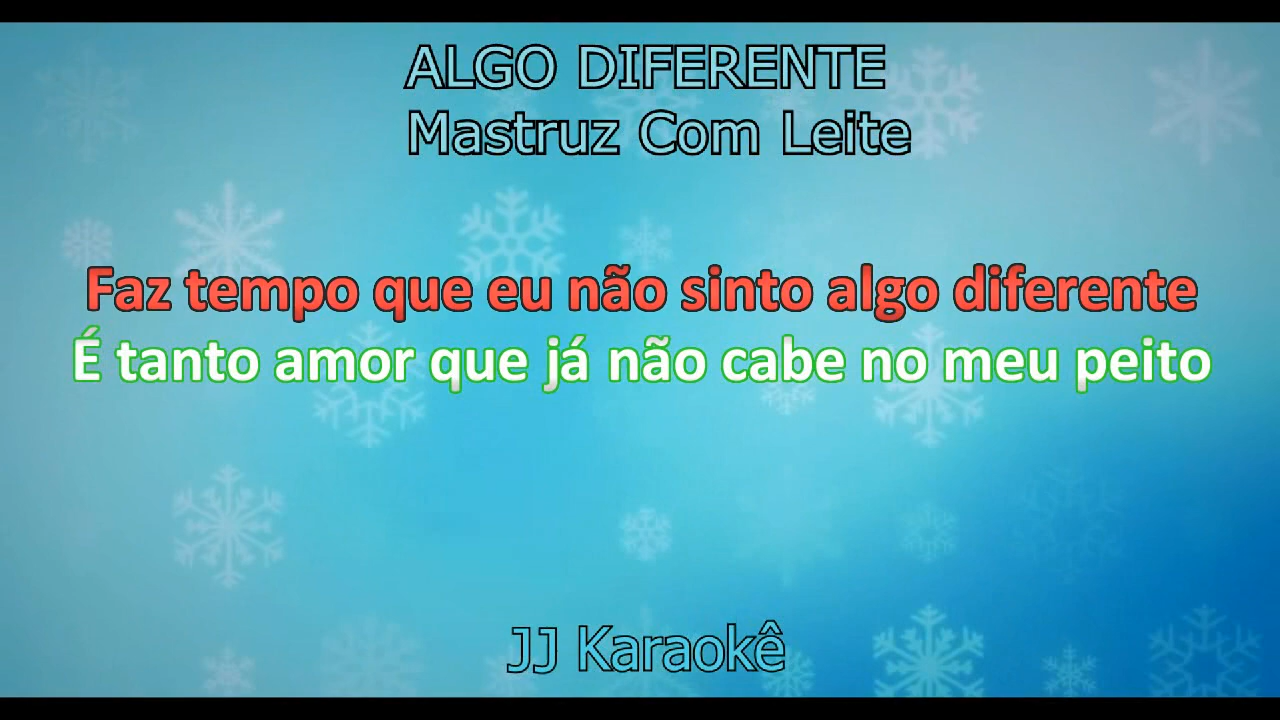 ALGO DIFERENTE
Mastruz Com Leite
Faz tempo que eu não sinto algo diferente
É tanto amor que já não cabe no meu peito
JJ Karaokê